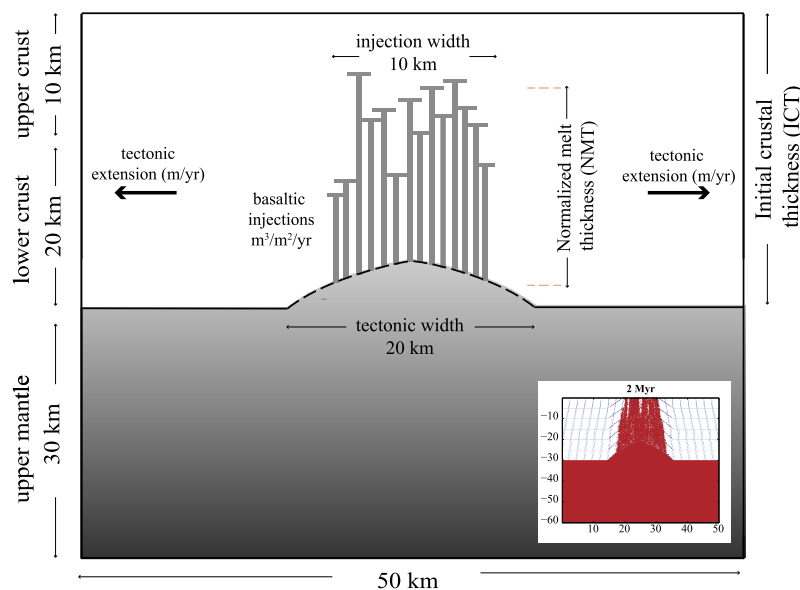 upper crust
10 km
lower crust
20 km
upper mantle
30 km
injection width
10 km
tectonic
extension (m/yr)
basaltic
injections
m³/m²/yr
Normalized melt
thickness (NMT)
tectonic
extension (m/yr)
Initial crustal
thickness (ICT)
tectonic width
20 km
2 Myr
−10
−20
−30
−40
−50
−60
10 20 30 40 50
50 km